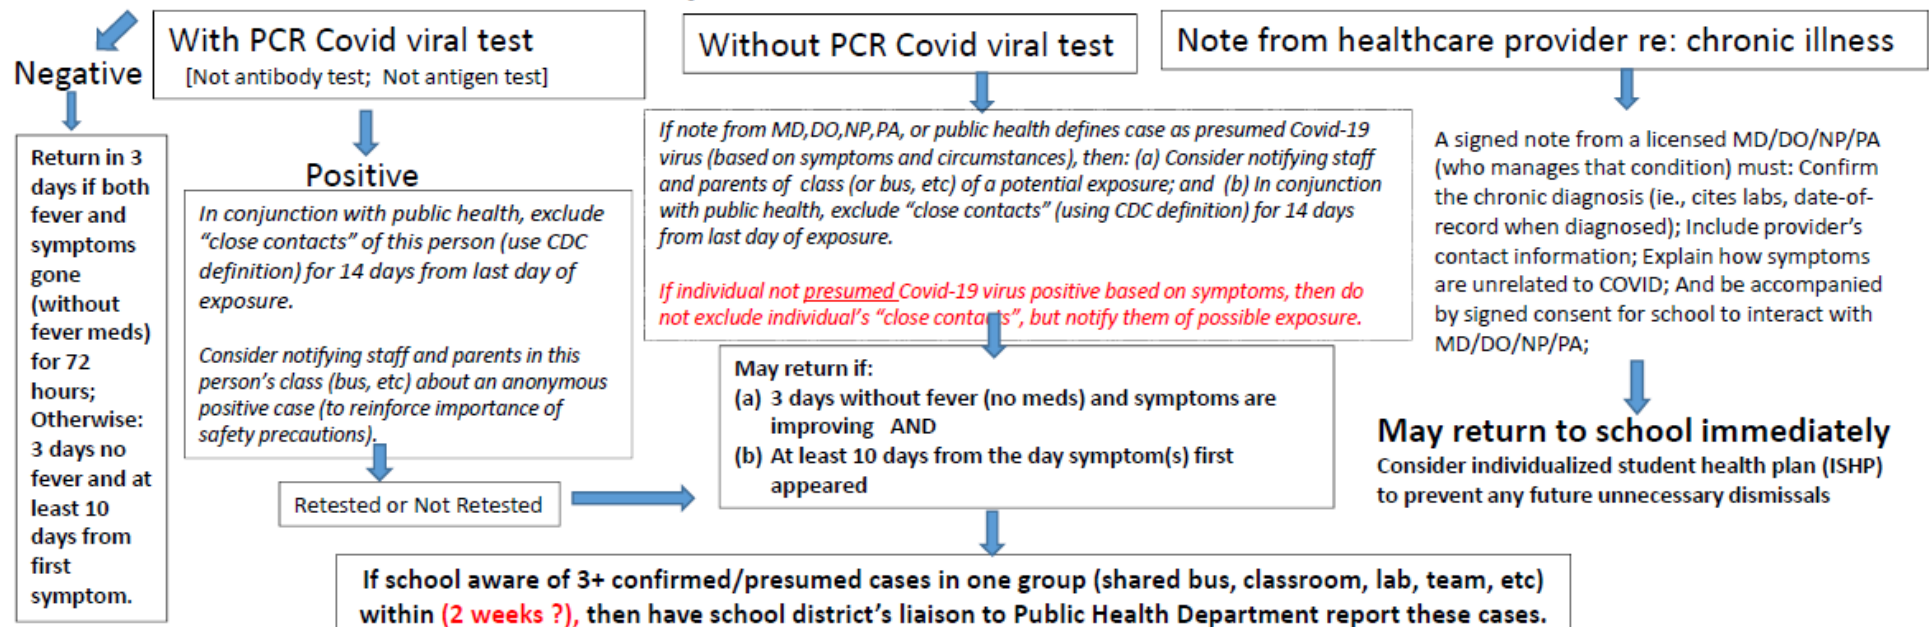 With PCR Covid viral test
[Not antibody test; Not antigen test]
Negative
Return in 3
days if both
fever and
symptoms
gone
(without
fever meds)
for 72
hours;
Otherwise:
3 days no
fever and at
least 10
days from
first
symptom.
Positive
In conjunction with public health, exclude
“close contacts” of this person (use CDC
definition) for 14 days from last day of
exposure.
Consider notifying staff and parents in this
person’s class (bus, etc) about an anonymous
positive case (to reinforce importance of
safety precautions).
Retested or Not Retested
Without PCR Covid viral test
If note from MD,DO,NP,PA, or public health defines case as presumed Covid-19
virus (based on symptoms and circumstances), then: (a) Consider notifying staff
and parents of class (or bus, etc) of a potential exposure; and (b) In conjunction
with public health, exclude “close contacts” (using CDC definition) for 14 days
from last day of exposure.
If individual not presumed Covid-19 virus positive based on symptoms, then do
not exclude individual’s “close contacts”, but notify them of possible exposure.
May return if:
(a) 3 days without fever (no meds) and symptoms are
improving AND
(b) At least 10 days from the day symptom(s) first
appeared
Note from healthcare provider re: chronic illness
A signed note from a licensed MD/DO/NP/PA
(who manages that condition) must: Confirm
the chronic diagnosis (ie., cites labs, date-of-
record when diagnosed); Include provider’s
contact information; Explain how symptoms
are unrelated to COVID; And be accompanied
by signed consent for school to interact with
MD/DO/NP/PA;
May return to school immediately
Consider individualized student health plan (ISHP)
to prevent any future unnecessary dismissals
If school aware of 3+ confirmed/presumed cases in one group (shared bus, classroom, lab, team, etc)
within (2 weeks ?), then have school district’s liaison to Public Health Department report these cases.